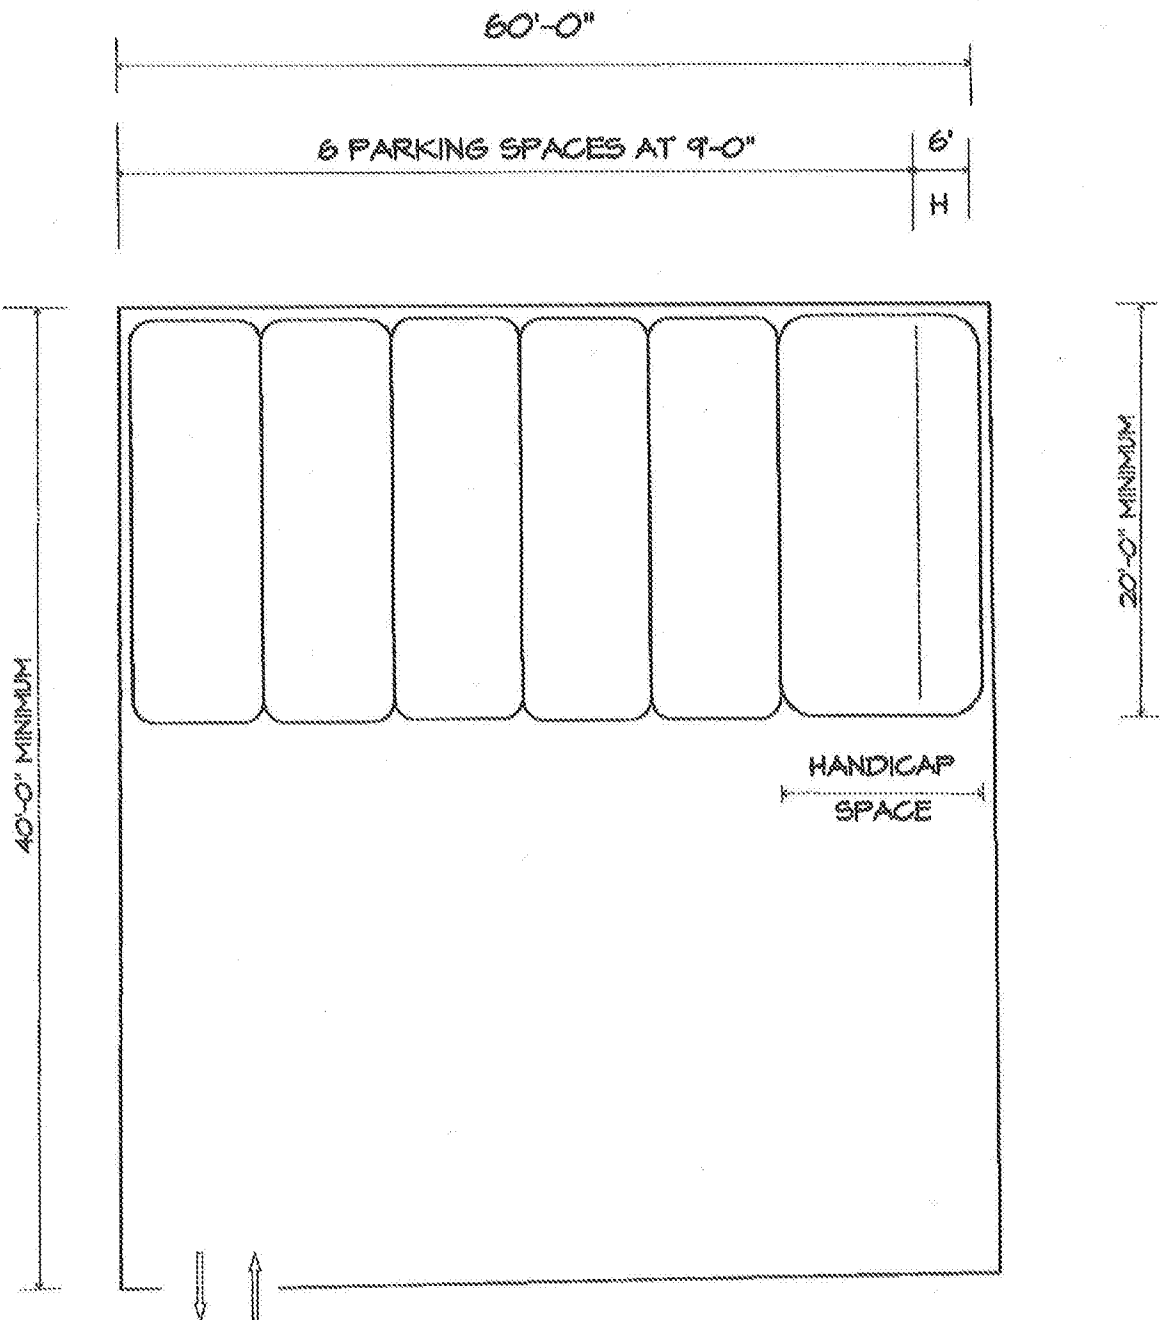 60'-0"
6 PARKING SPACES AT 9'-0"
6'
H
20'-0" MINIMUM
40'-0" MINIMUM
HANDICAP
SPACE